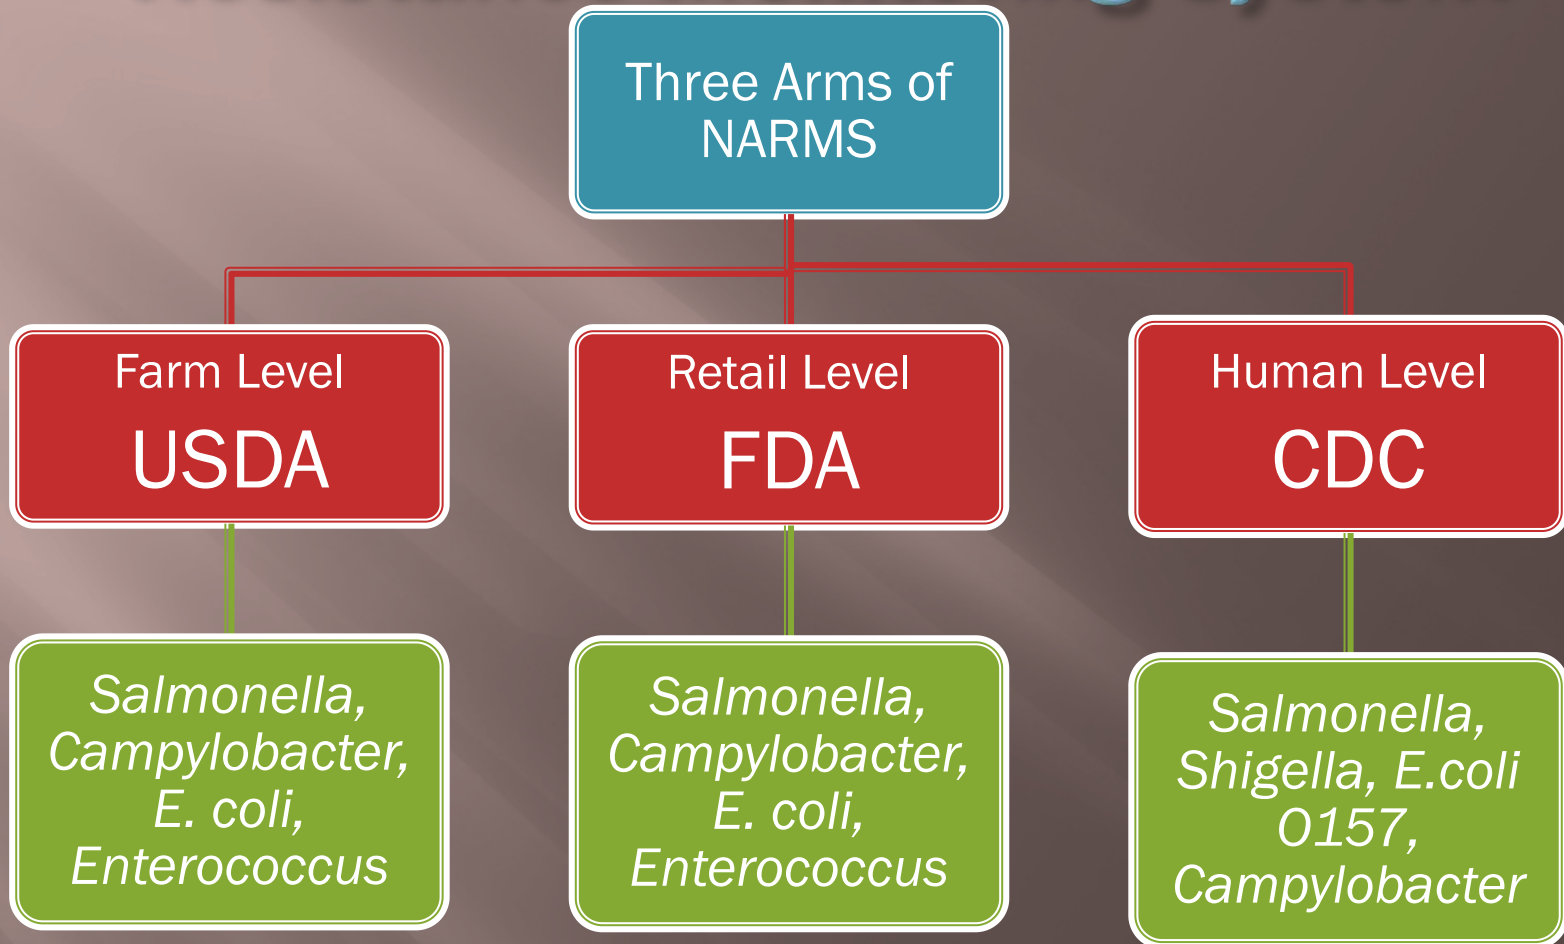 Three Arms of
NARMS
Farm Level
USDA
Retail Level
FDA
Human Level
CDC
Salmonella,
Campylobacter,
E. coli,
Enterococcus
Salmonella,
Campylobacter,
E. coli,
Enterococcus
Salmonella,
Shigella, E.coli
O157,
Campylobacter